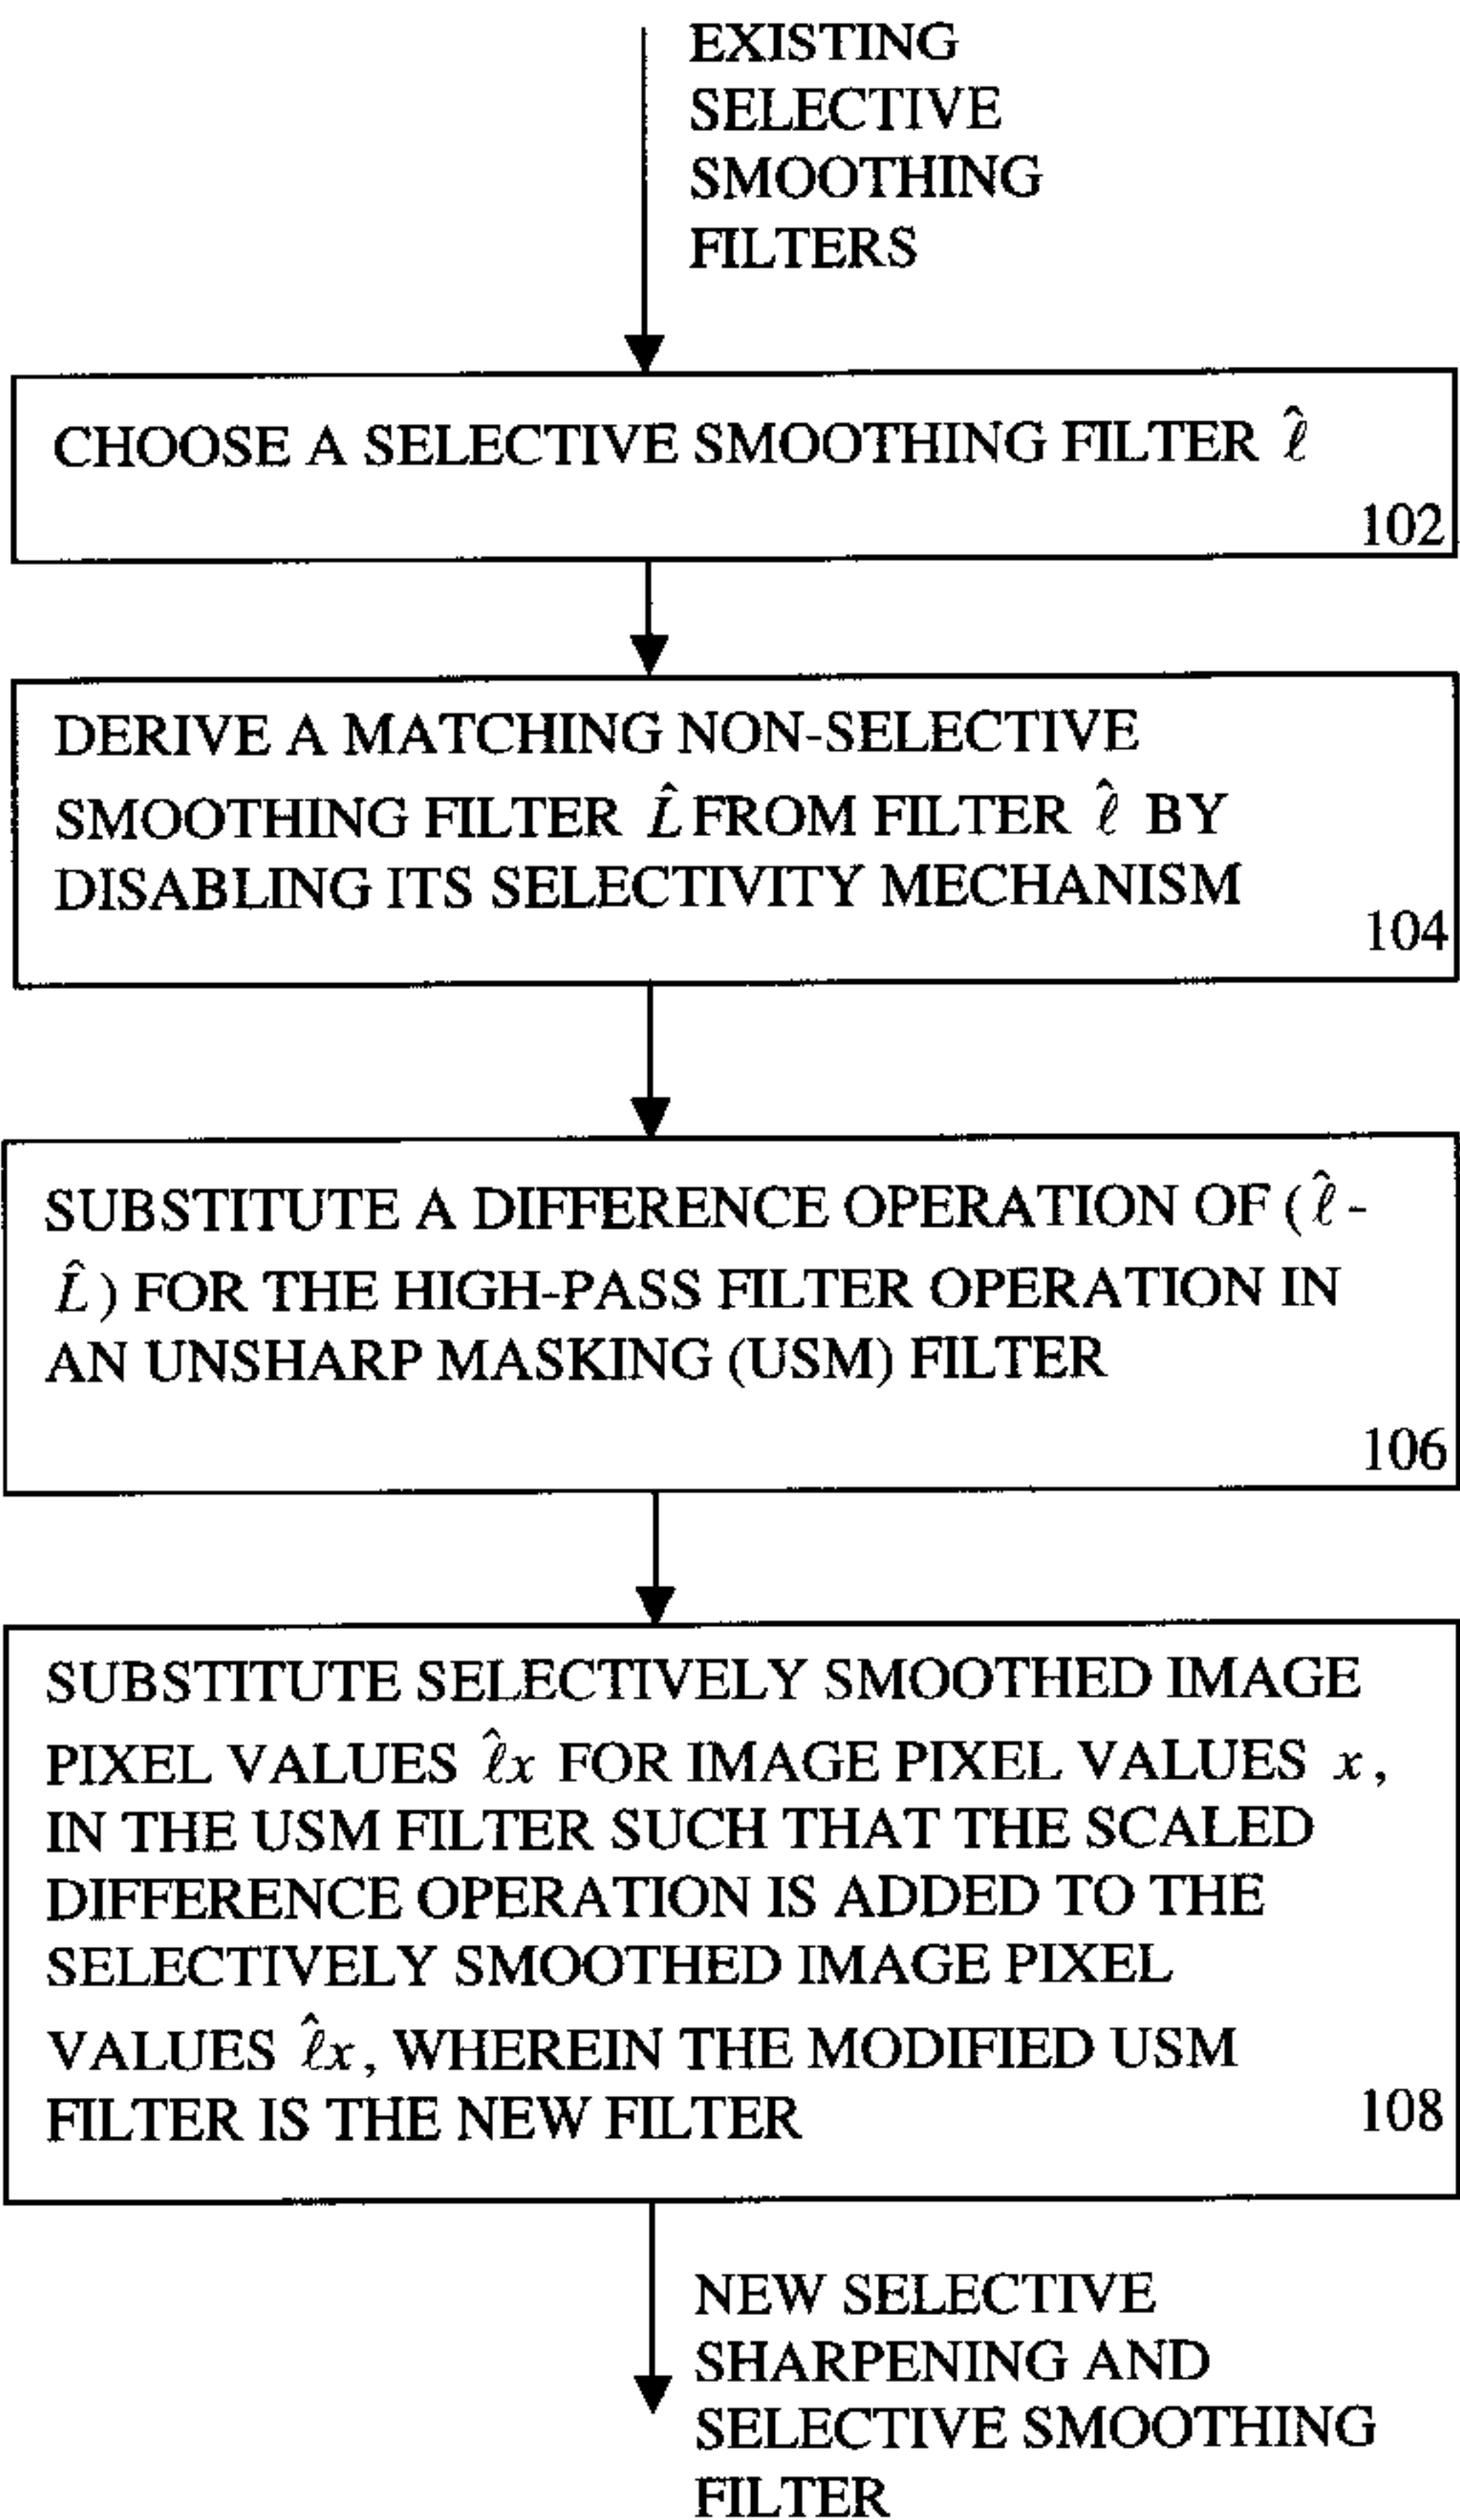 EXISTING
SELECTIVE
SMOOTHING
FILTERS
CHOOSE A SELECTIVE SMOOTHING FILTER ℓ̂
102
DERIVE A MATCHING NON-SELECTIVE
SMOOTHING FILTER L̂ FROM FILTER ℓ̂ BY
DISABLING ITS SELECTIVITY MECHANISM
104
SUBSTITUTE A DIFFERENCE OPERATION OF (ℓ̂ -
L̂) FOR THE HIGH-PASS FILTER OPERATION IN
AN UNSHARP MASKING (USM) FILTER
106
SUBSTITUTE SELECTIVELY SMOOTHED IMAGE
PIXEL VALUES ℓ̂x FOR IMAGE PIXEL VALUES x,
IN THE USM FILTER SUCH THAT THE SCALED
DIFFERENCE OPERATION IS ADDED TO THE
SELECTIVELY SMOOTHED IMAGE PIXEL
VALUES ℓ̂x, WHEREIN THE MODIFIED USM
FILTER IS THE NEW FILTER
108
NEW SELECTIVE
SHARPENING AND
SELECTIVE SMOOTHING
FILTER